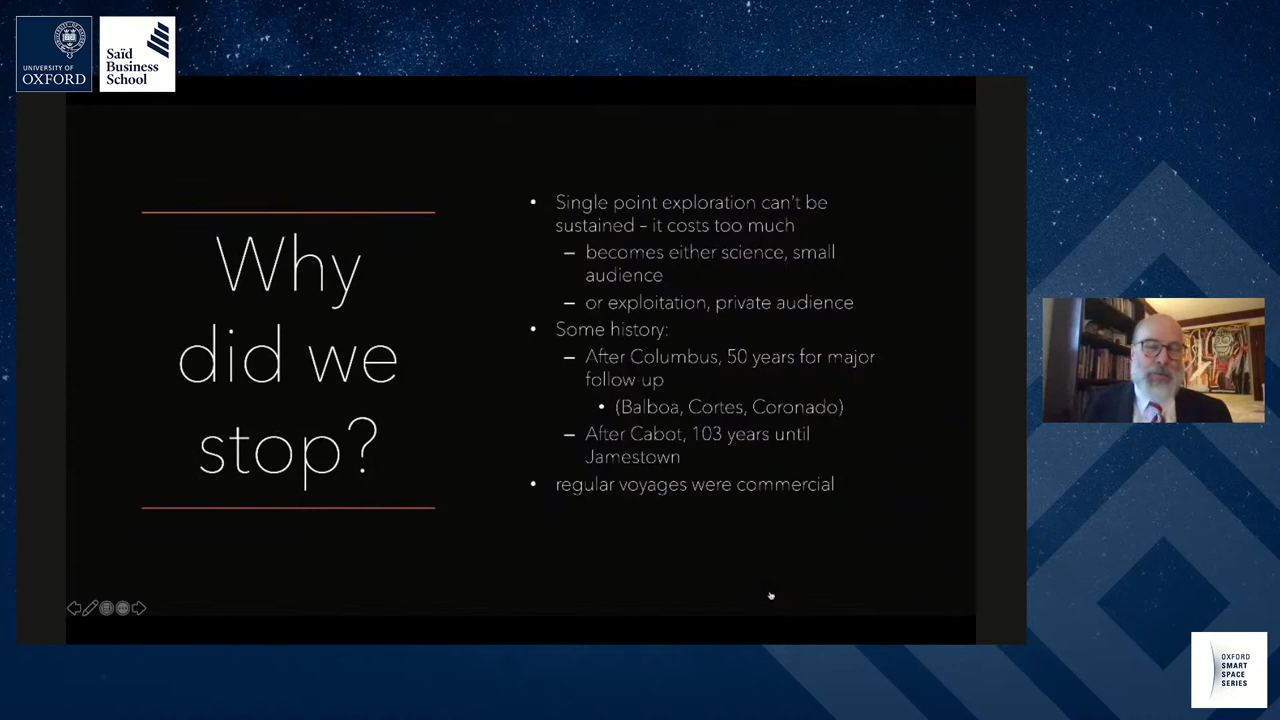 UNIVERSITY OF
OXFORD
Saïd
Business
School
Why
did we
stop?
• Single point exploration can't be
sustained – it costs too much
– becomes either science, small
audience
– or exploitation, private audience
• Some history:
– After Columbus, 50 years for major
follow up
• (Balboa, Cortes, Coronado)
– After Cabot, 103 years until
Jamestown
• regular voyages were commercial
OXFORD
SMART
SPACE
SERIES